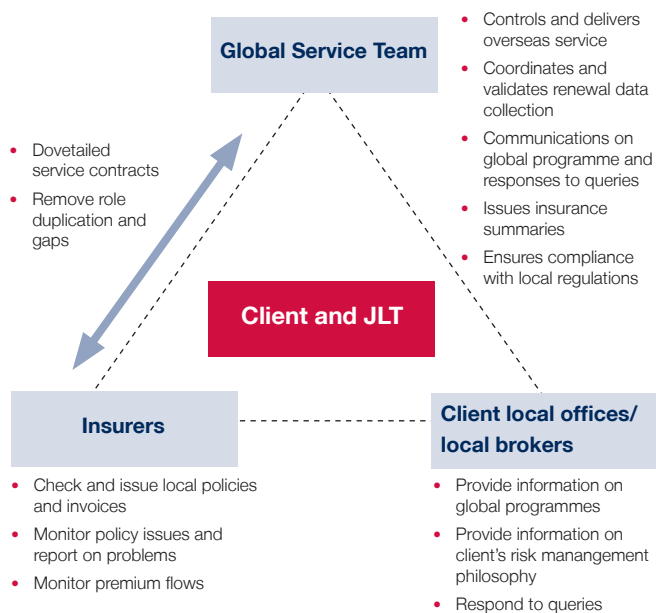 Global Service Team
• Controls and delivers
overseas service
• Coordinates and
validates renewal data
collection
• Communications on
global programme and
responses to queries
• Issues insurance
summaries
• Ensures compliance
with local regulations
• Dovetailed
service contracts
• Remove role
duplication and
gaps
Client and JLT
Insurers
• Check and issue local policies
and invoices
• Monitor policy issues and
report on problems
• Monitor premium flows
Client local offices/
local brokers
• Provide information on
global programmes
• Provide information on
client's risk mangement
philosophy
• Respond to queries